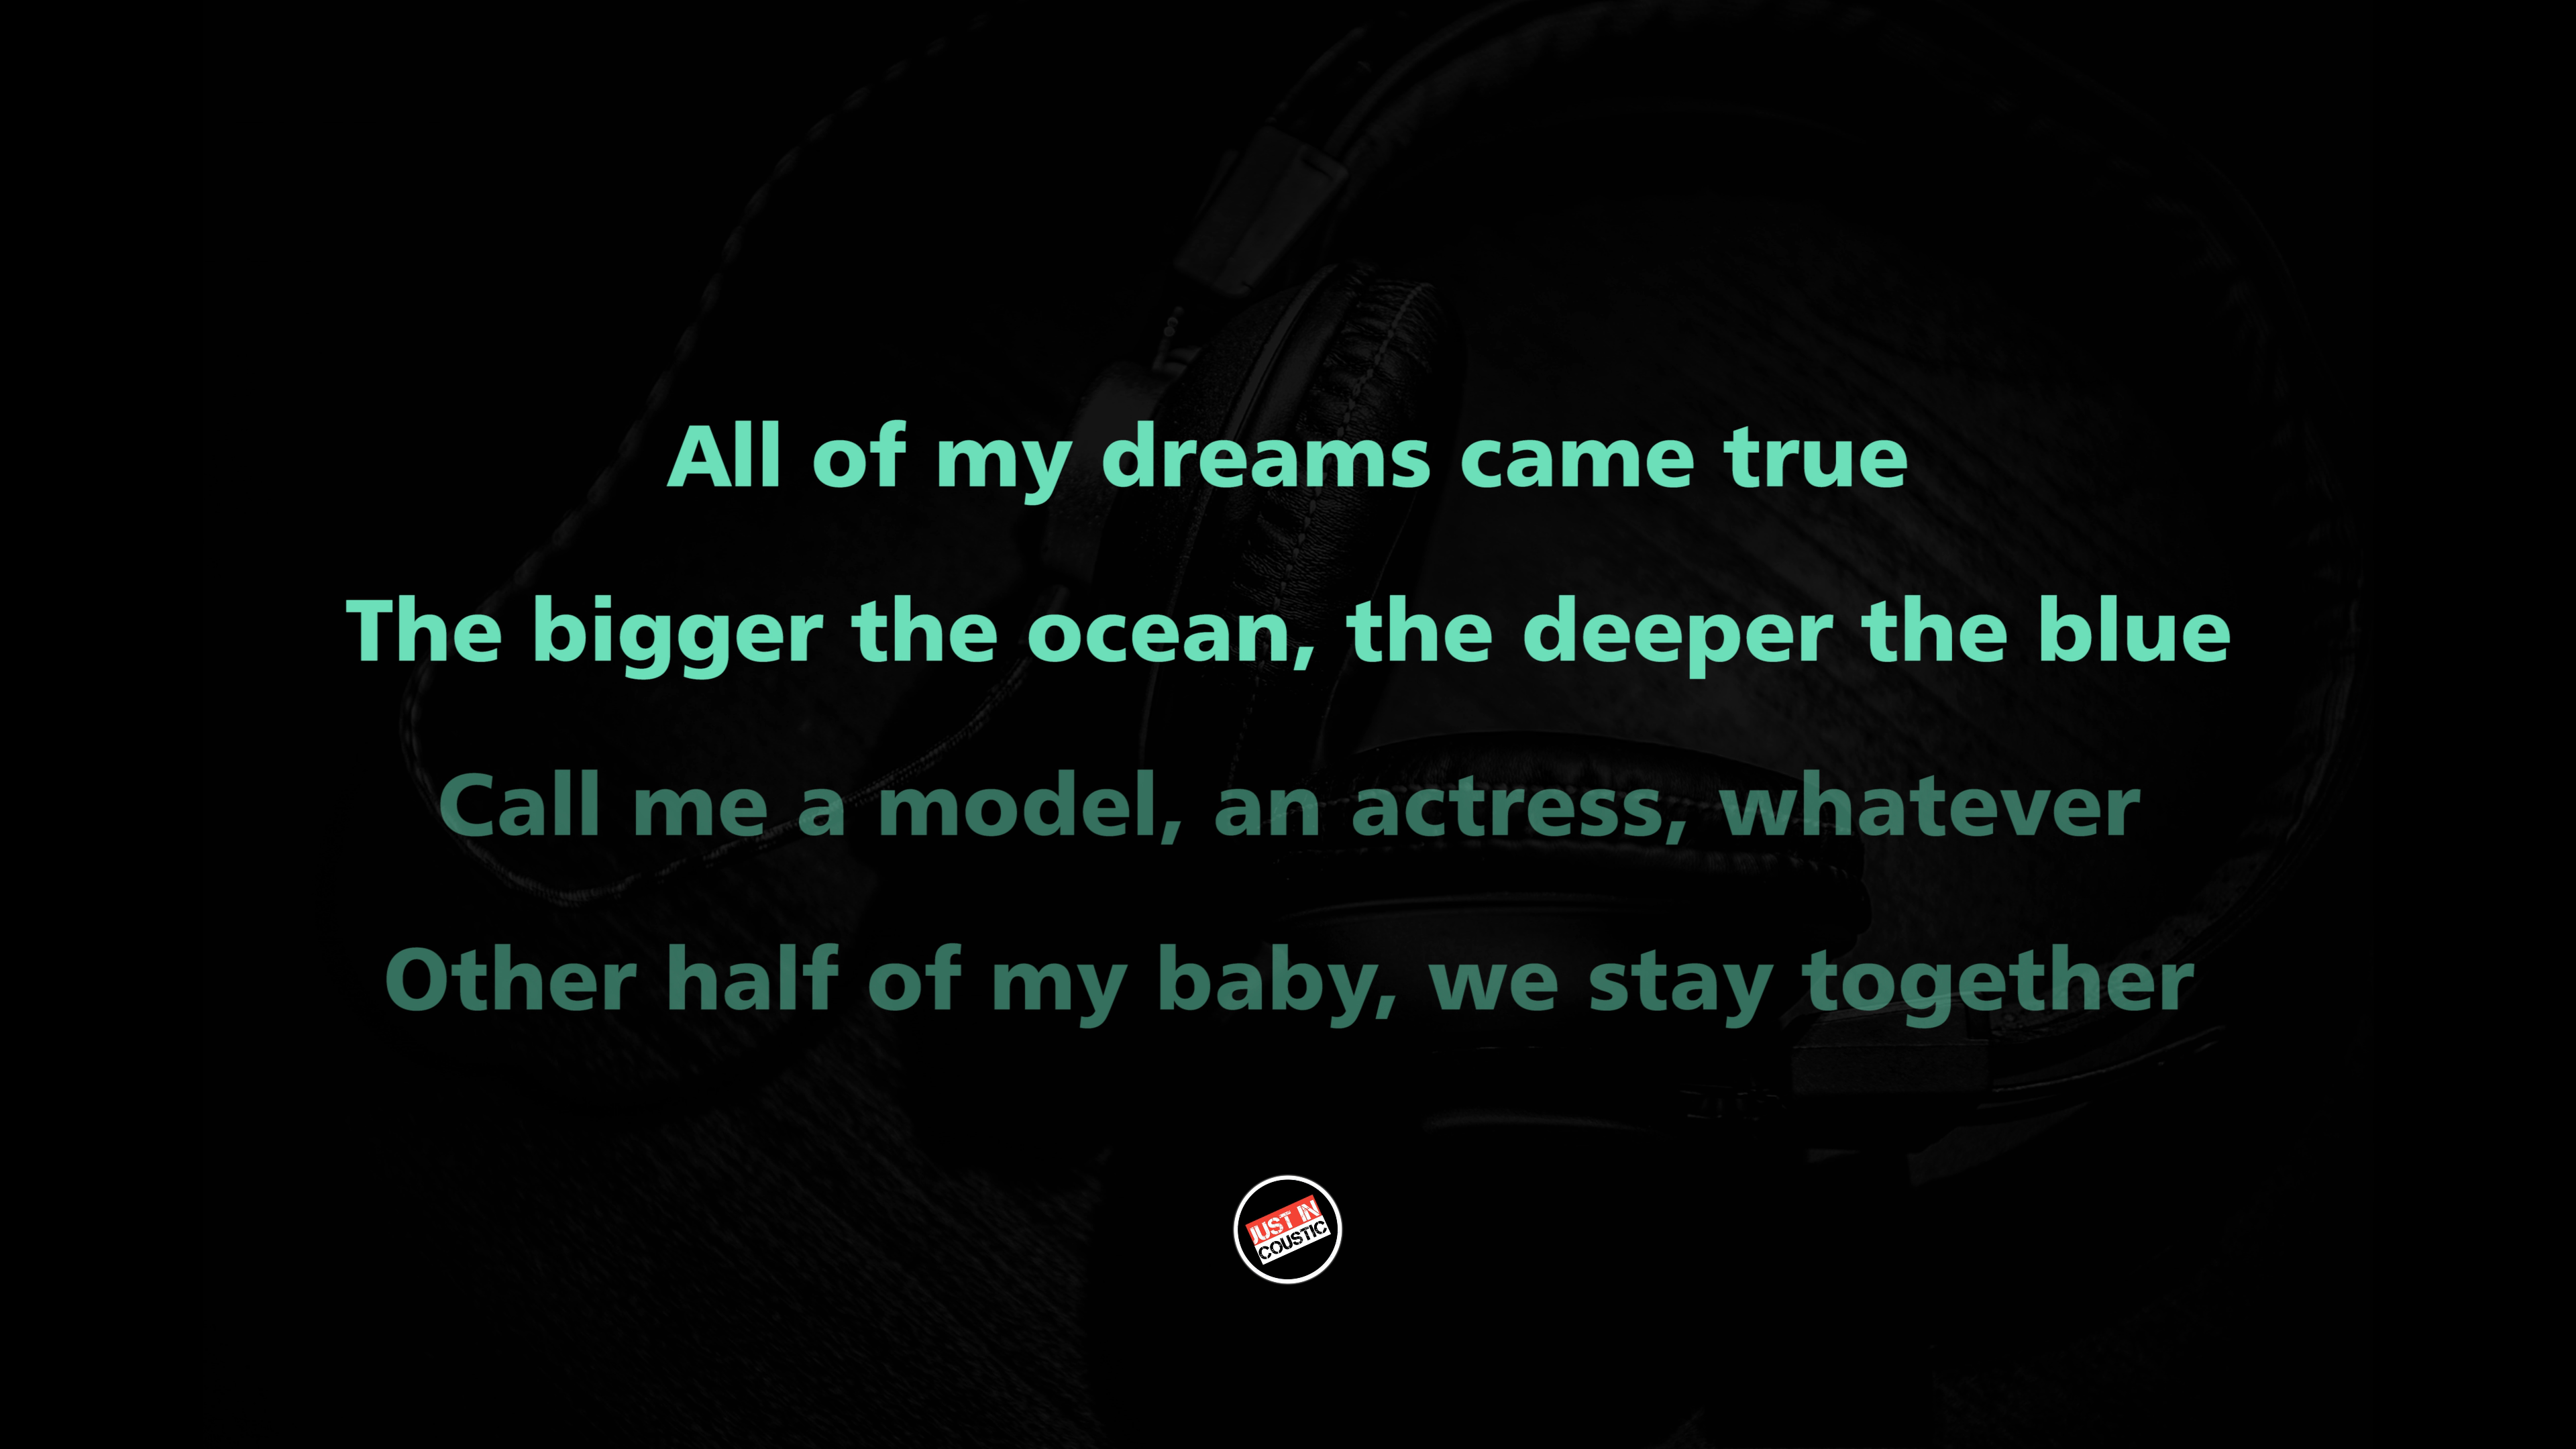 All of my dreams came true
The bigger the ocean, the deeper the blue
Call me a model, an actress, whatever
Other half of my baby, we stay together
JUST IN
COUSTIC